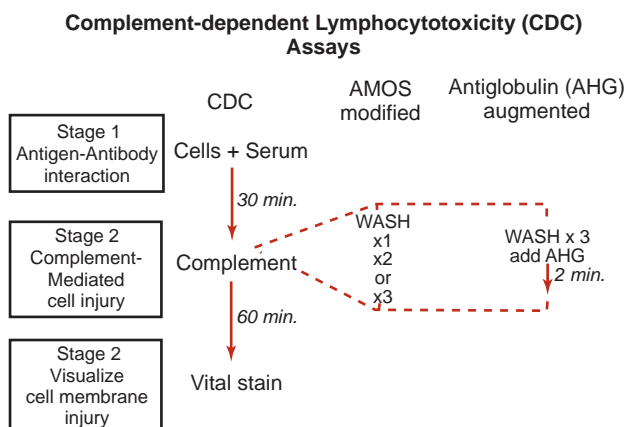 Complement-dependent Lymphocytotoxicity (CDC)
Assays
CDC
AMOS
modified
Antiglobulin (AHG)
augmented
Stage 1
Antigen-Antibody
interaction
Cells + Serum
30 min.
Stage 2
Complement-
Mediated
cell injury
Complement
WASH
x1
x2
or
x3
WASH x 3
add AHG
2 min.
60 min.
Stage 2
Visualize
cell membrane
injury
Vital stain